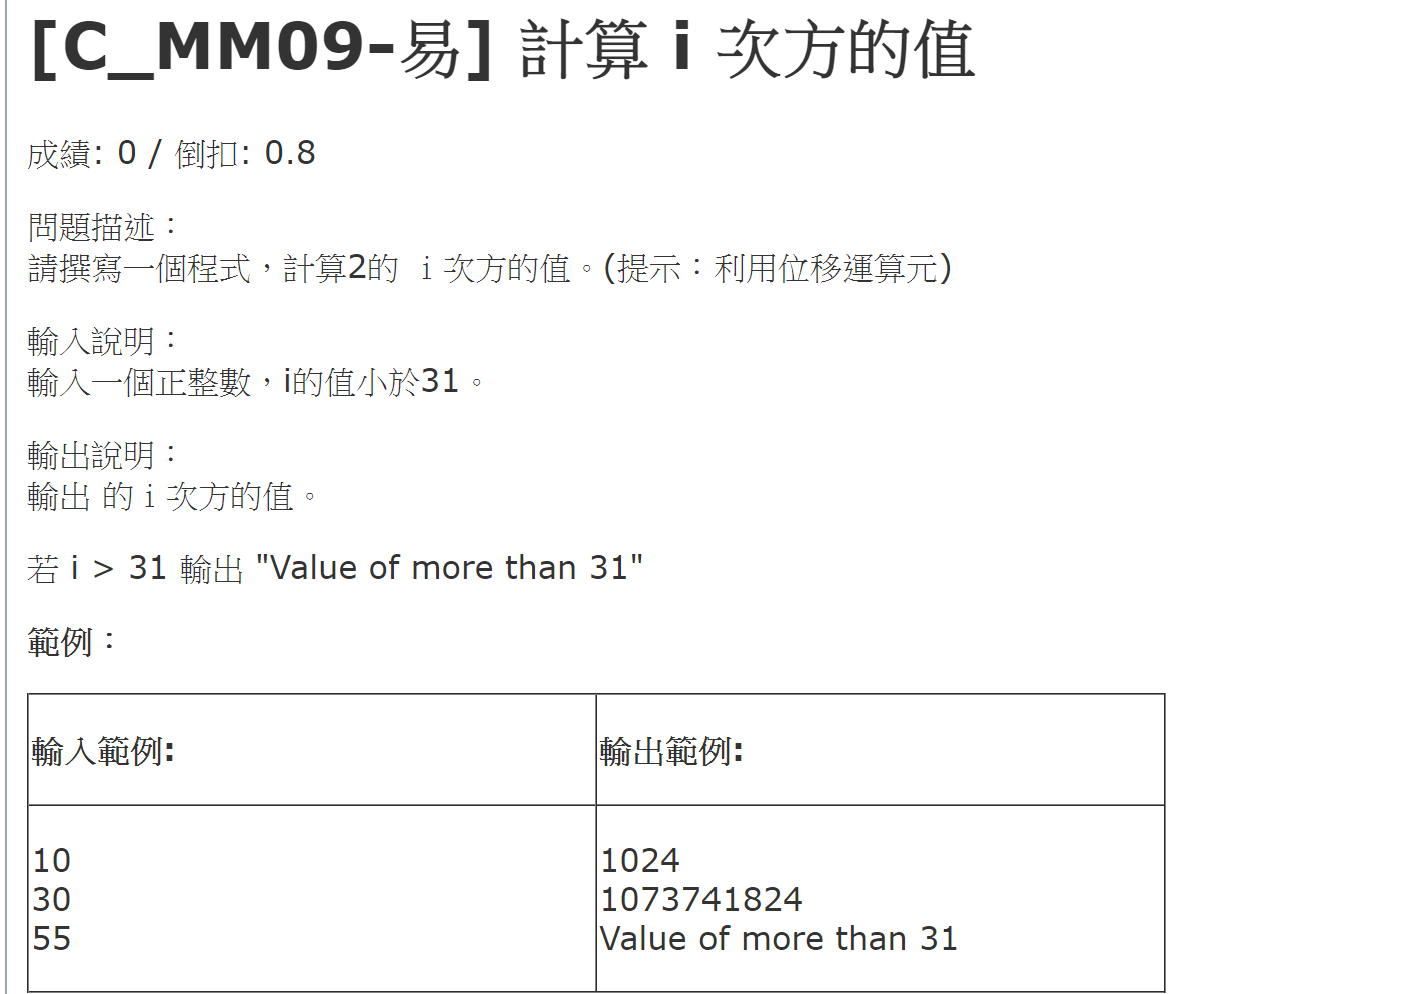 [C_MM09-易] 計算 i 次方的值
成績: 0 / 倒扣: 0.8
問題描述：
請撰寫一個程式，計算2的 i 次方的值。(提示：利用位移運算元)
輸入說明：
輸入一個正整數，i的值小於31。
輸出說明：
輸出 的 i 次方的值。
若 i > 31 輸出 "Value of more than 31"
範例：
輸入範例: 輸出範例:
10 1024
30 1073741824
55 Value of more than 31